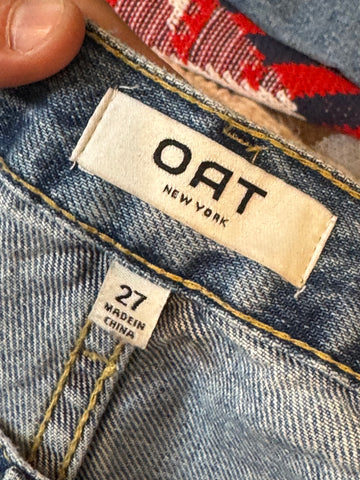 OAT
NEW YORK
27
MADE IN
CHINA